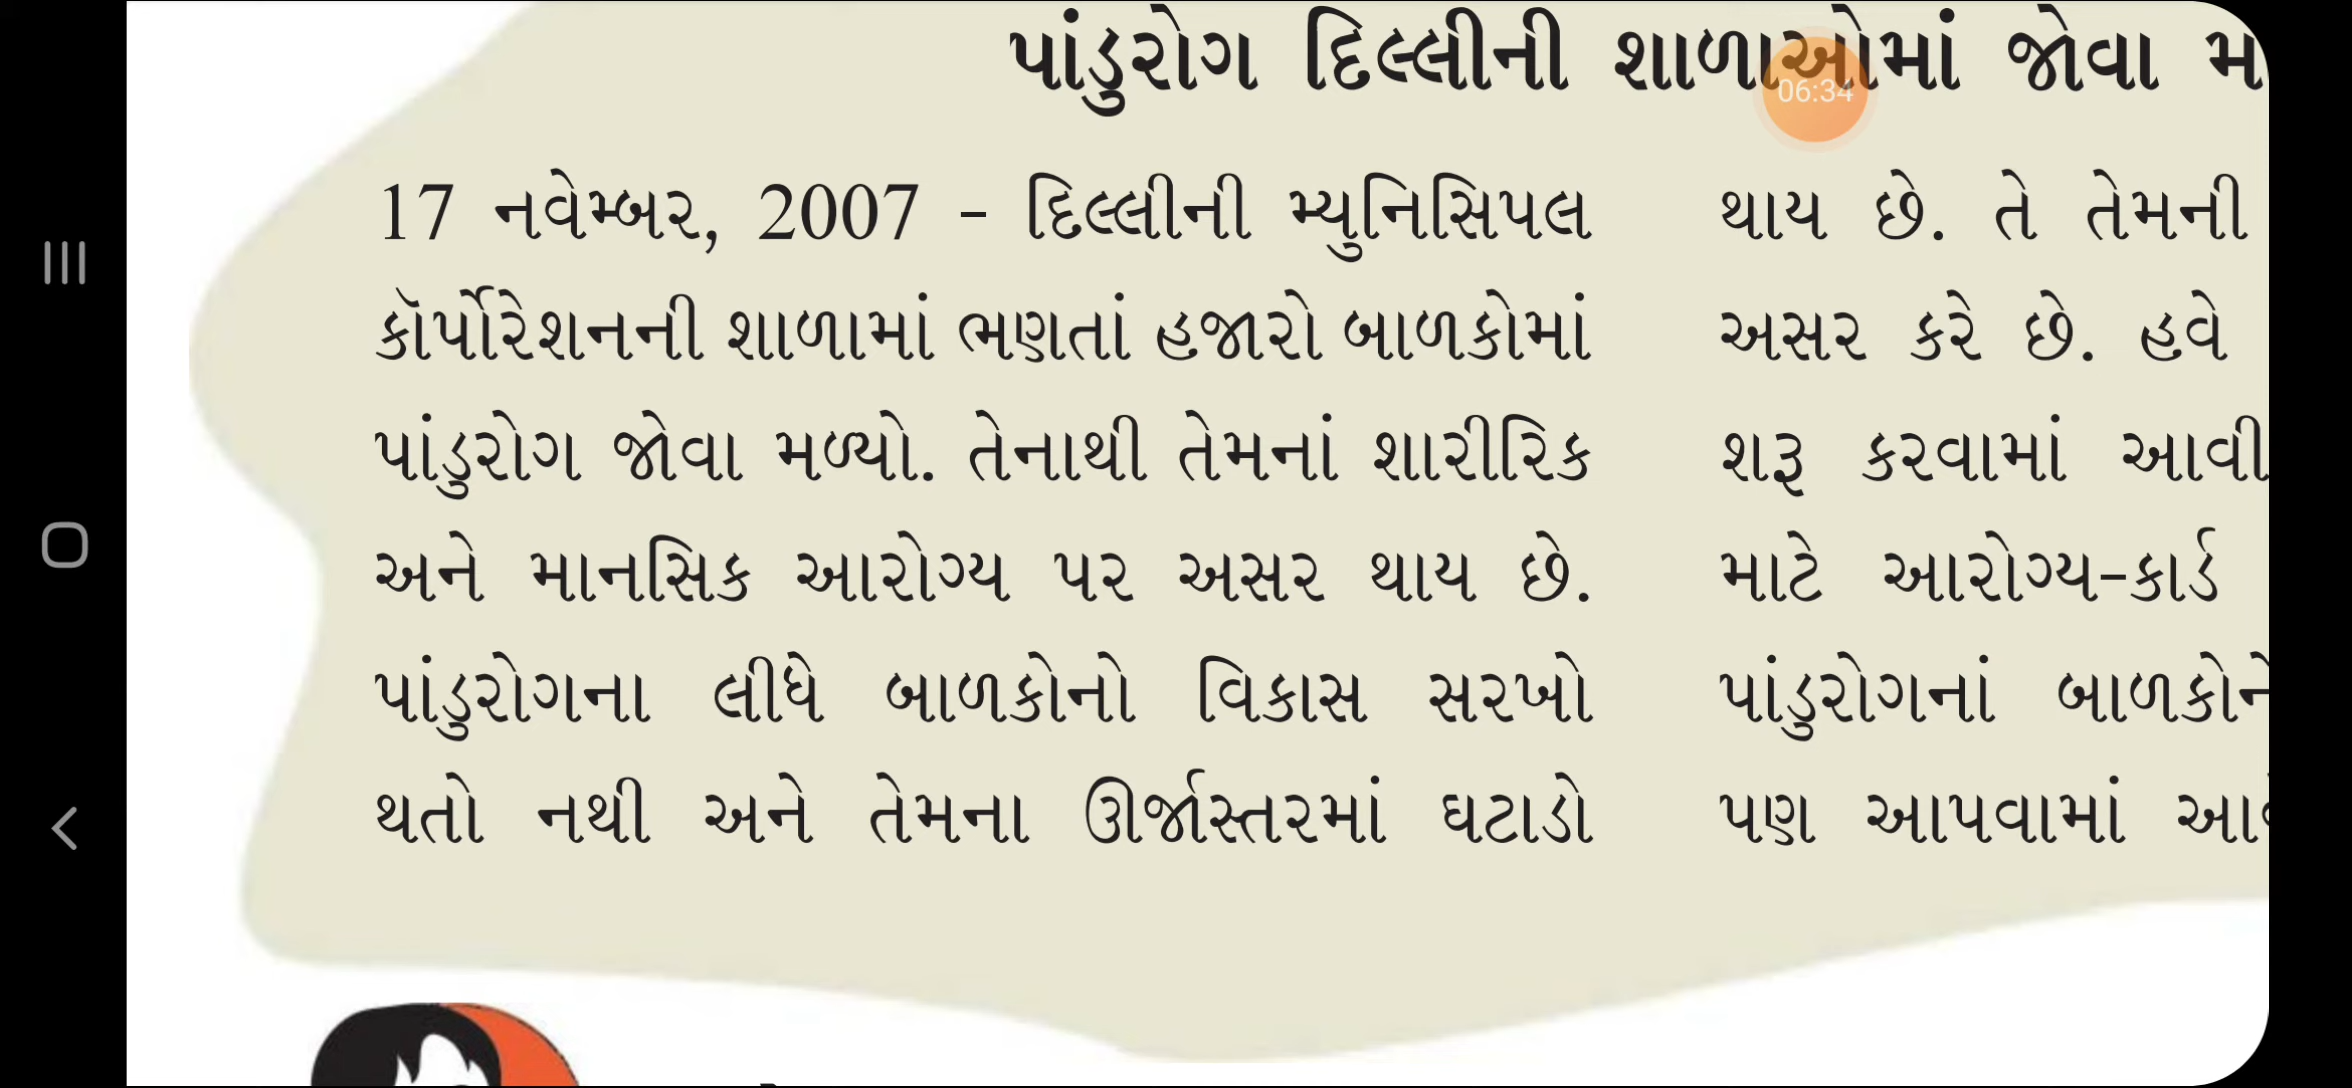 પાંડુરોગ દિલ્લીની શાળાઓમાં જોવા
06:34
17 નવેમ્બર, 2007 - દિલ્લીની મ્યુનિસિપલ
કૉર્પોરેશનની શાળામાં ભણતાં હજારો બાળકોમાં
પાંડુરોગ જોવા મળ્યો. તેનાથી તેમનાં શારીરિક
અને માનસિક આરોગ્ય પર અસર થાય છે.
પાંડુરોગના લીધે બાળકોનો વિકાસ સરખો
થતો નથી અને તેમના ઊર્જાસ્તરમાં ઘટાડો
થાય છે. તે તેમની
અસર કરે છે. હવે
શરૂ કરવામાં આવી
માટે આરોગ્ય-કાર્ડ
પાંડુરોગનાં બાળકોને
પણ આપવામાં